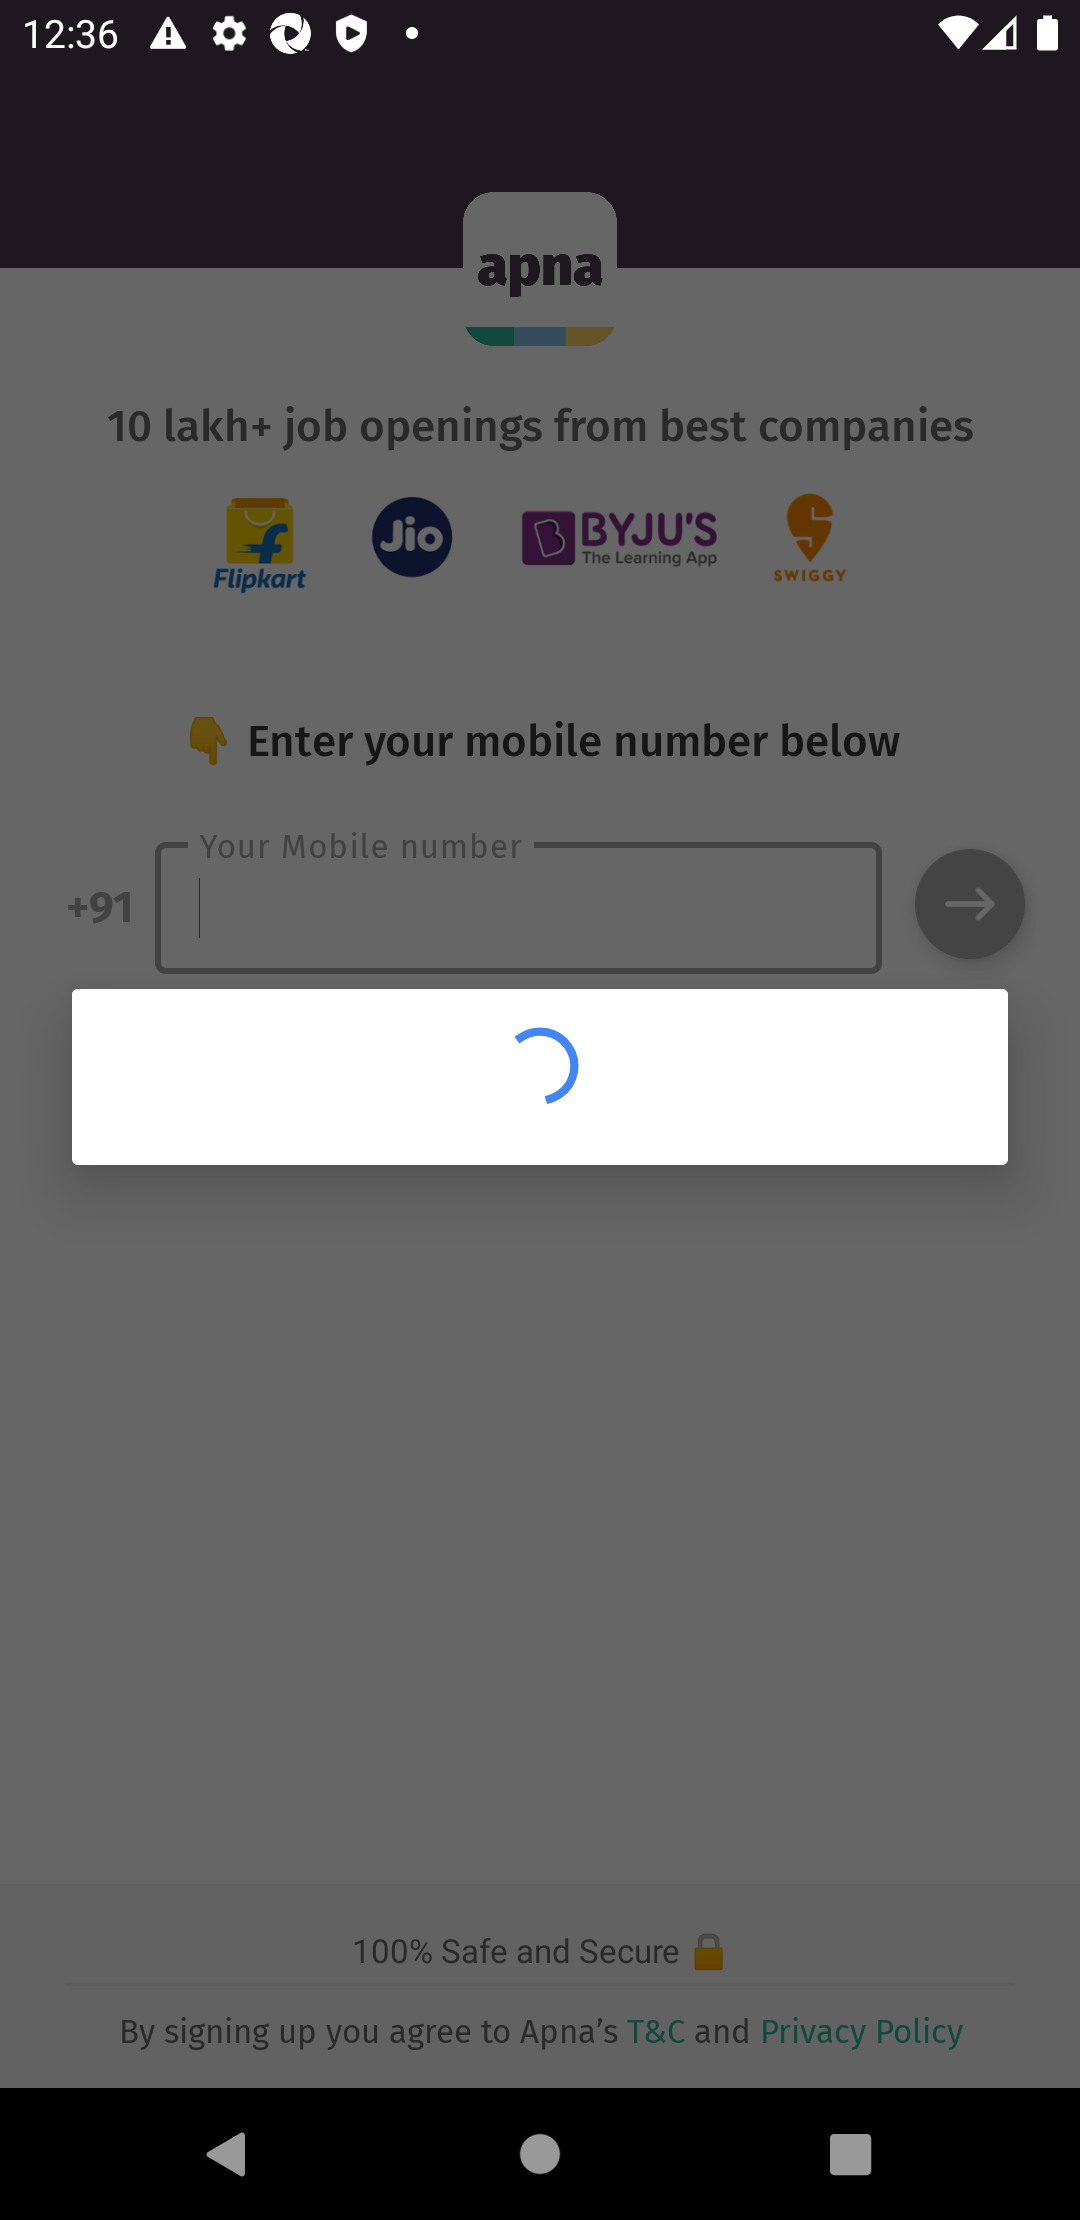 12:36
apna
10 lakh+ job openings from best companies
Flipkart
Jio
BYJU'S
The Learning App
SWIGGY
👇 Enter your mobile number below
Your Mobile number
+91
100% Safe and Secure 🔒
By signing up you agree to Apna’s T&C and Privacy Policy